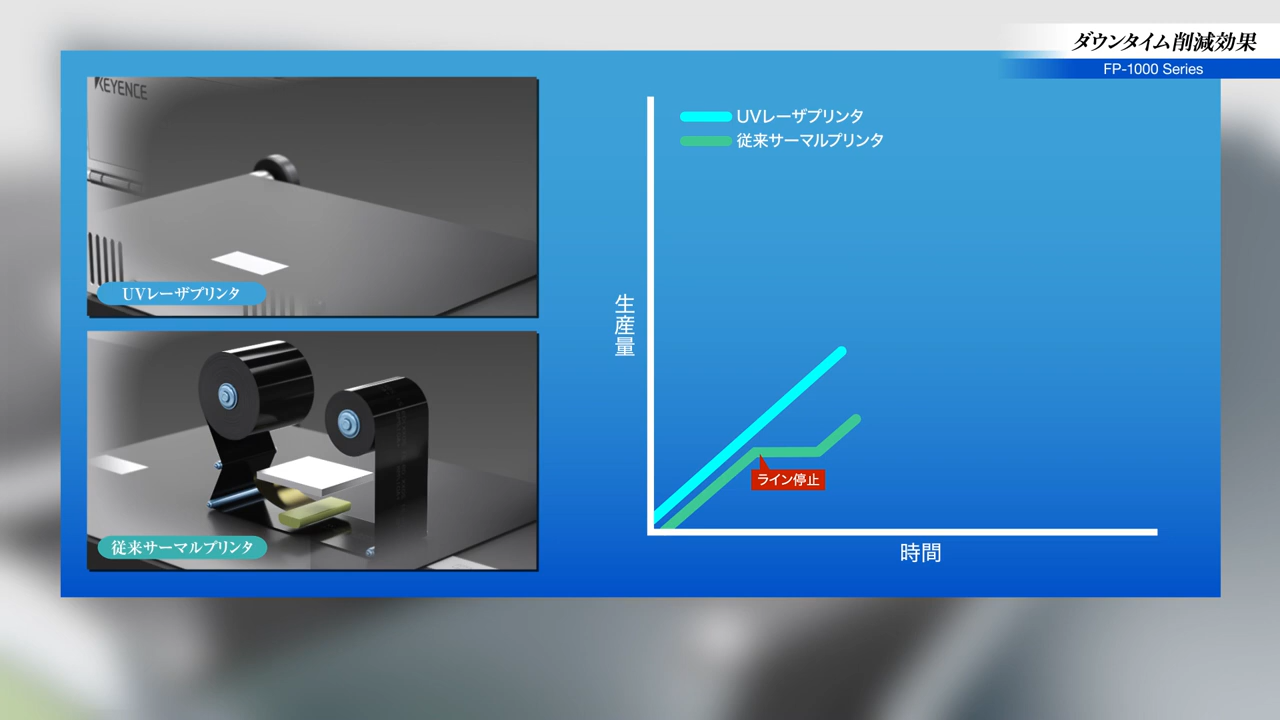 ダウンタイム削減効果
FP-1000 Series
KEYENCE
UVレーザプリンタ
従来サーマルプリンタ
UVレーザプリンタ
従来サーマルプリンタ
生産量
ライン停止
時間